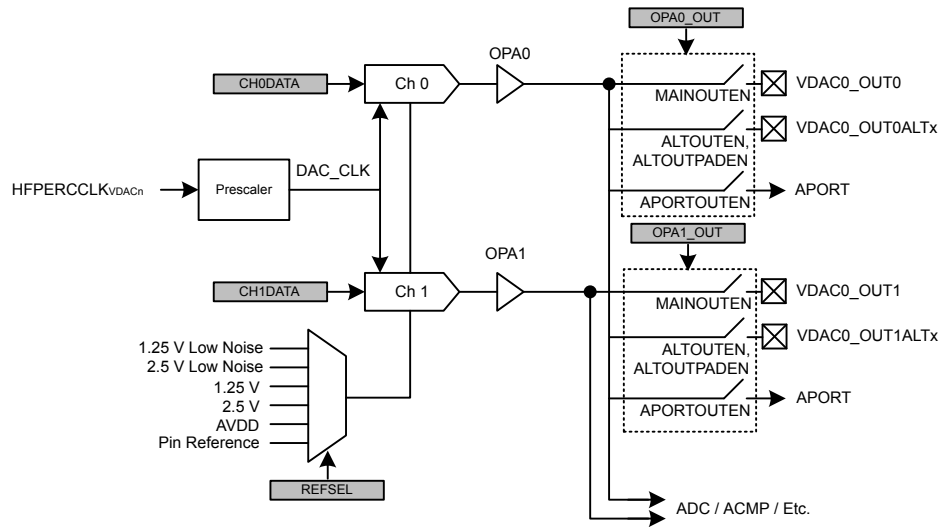 OPA0_OUT
OPA0
CH0DATA
Ch 0
MAINOUTEN
VDAC0_OUT0
VDAC0_OUT0ALTx
ALTOUTEN,
ALTOUTPADEN
DAC_CLK
HFPERCCLKVDACn
Prescaler
APORTOUTEN
APORT
OPA1_OUT
OPA1
CH1DATA
Ch 1
MAINOUTEN
VDAC0_OUT1
VDAC0_OUT1ALTx
ALTOUTEN,
ALTOUTPADEN
1.25 V Low Noise
2.5 V Low Noise
1.25 V
2.5 V
AVDD
Pin Reference
APORTOUTEN
APORT
REFSEL
ADC / ACMP / Etc.